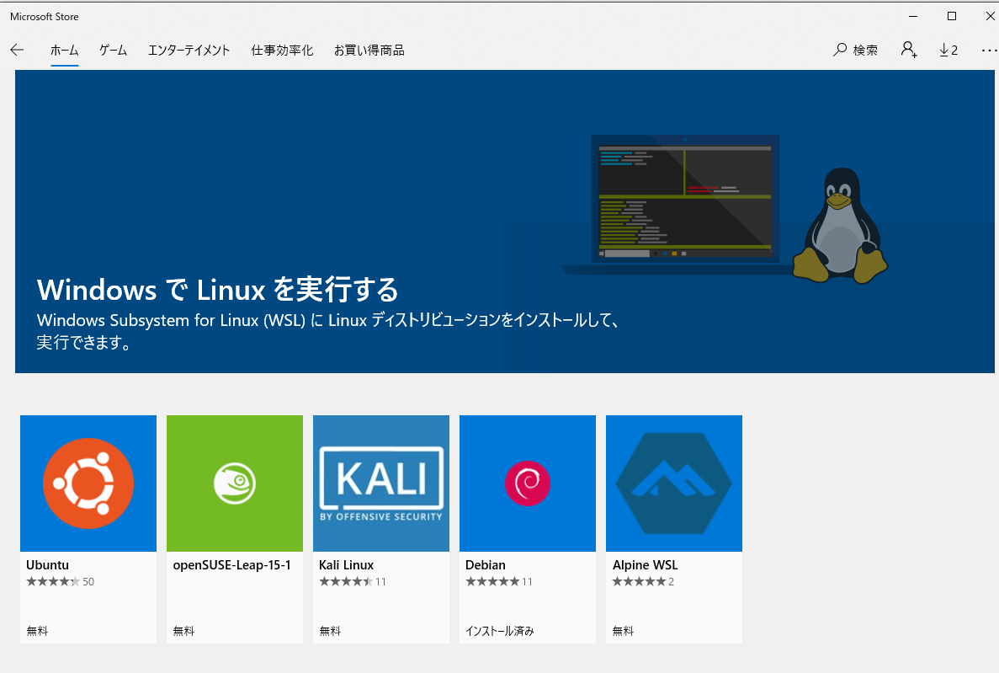 Microsoft Store
ホーム ゲーム エンターテイメント 仕事効率化 お買い得商品 検索 2
Windows で Linux を実行する
Windows Subsystem for Linux (WSL) に Linux ディストリビューションをインストールして、
実行できます。
KALI
BY OFFENSIVE SECURITY
Ubuntu openSUSE-Leap-15-1 Kali Linux Debian Alpine WSL
50 11 11 2
無料 無料 無料 インストール済み 無料